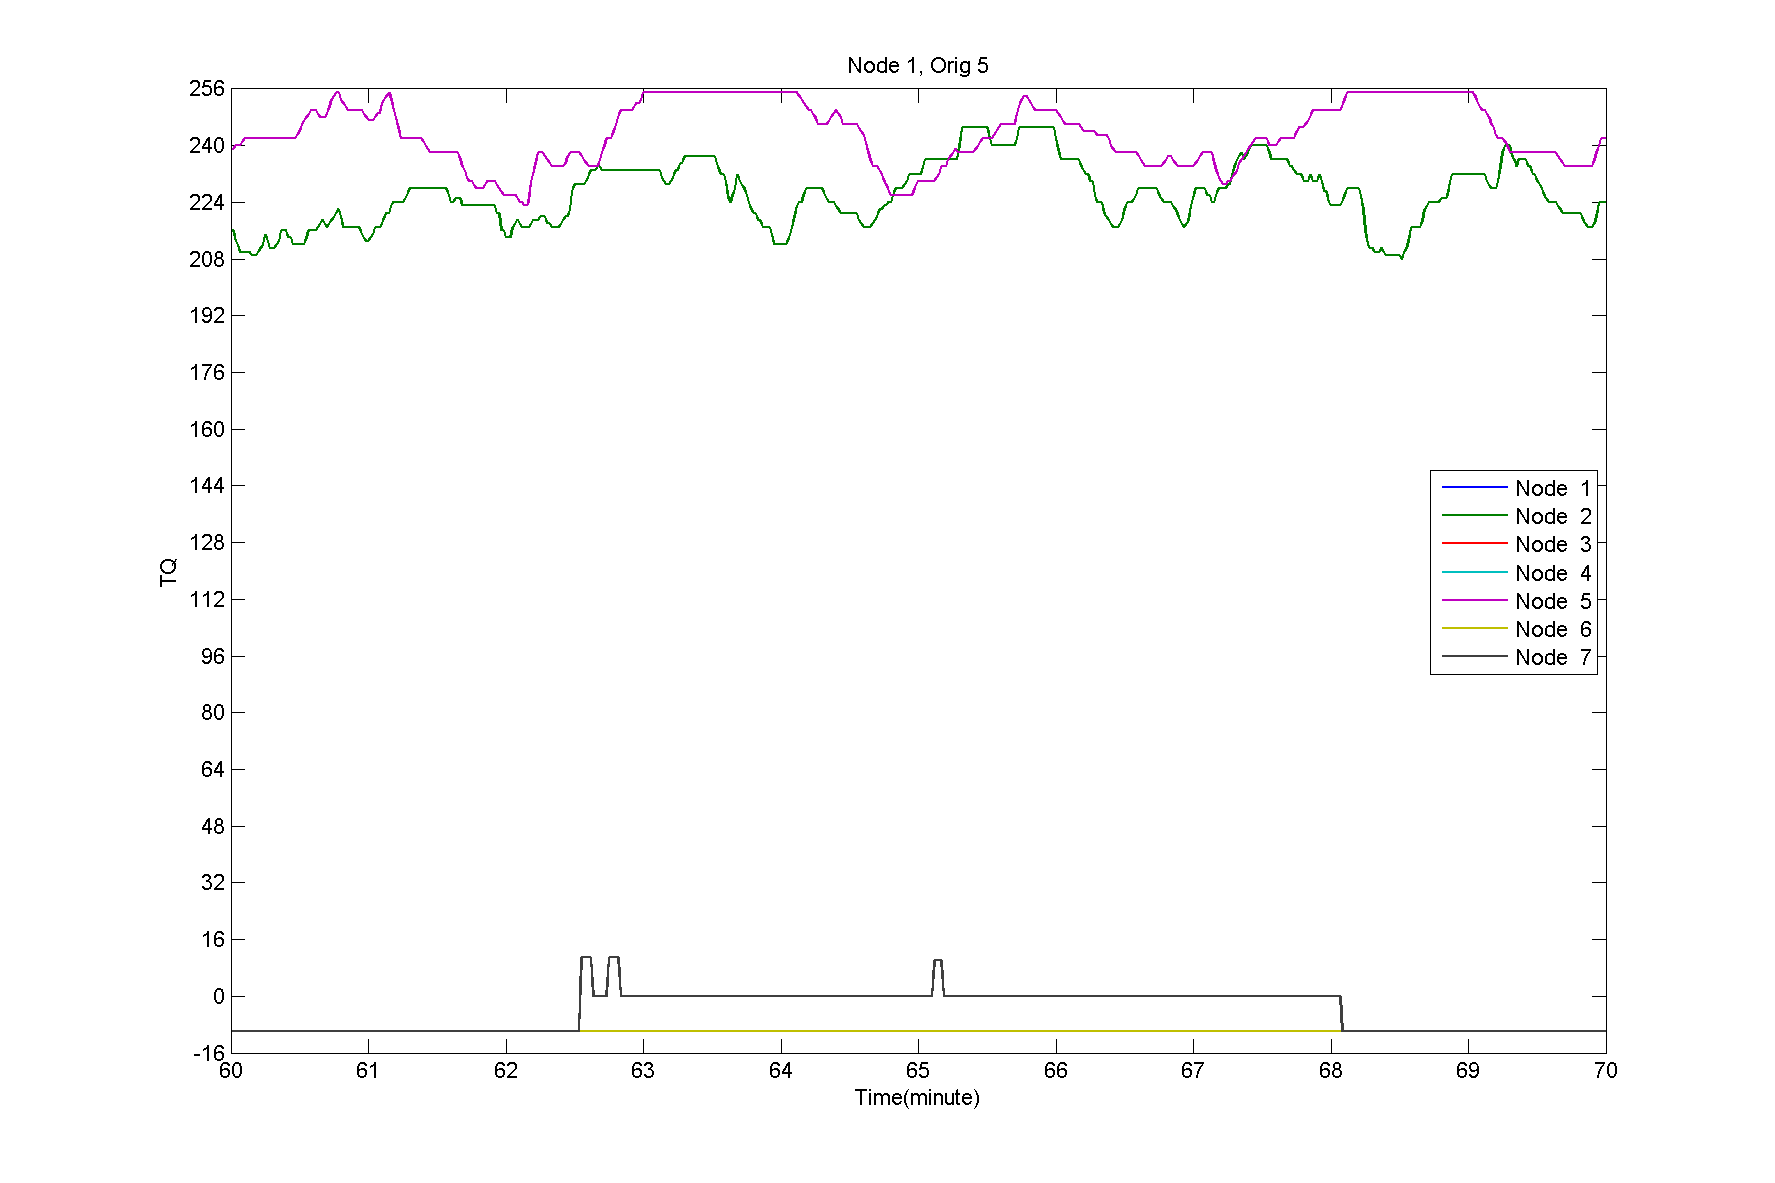 Node 1, Orig 5
256
240
224
208
192
176
160
144
128
112
96
80
64
48
32
16
0
-16
TQ
Node 1
Node 2
Node 3
Node 4
Node 5
Node 6
Node 7
60 61 62 63 64 65 66 67 68 69 70
Time(minute)